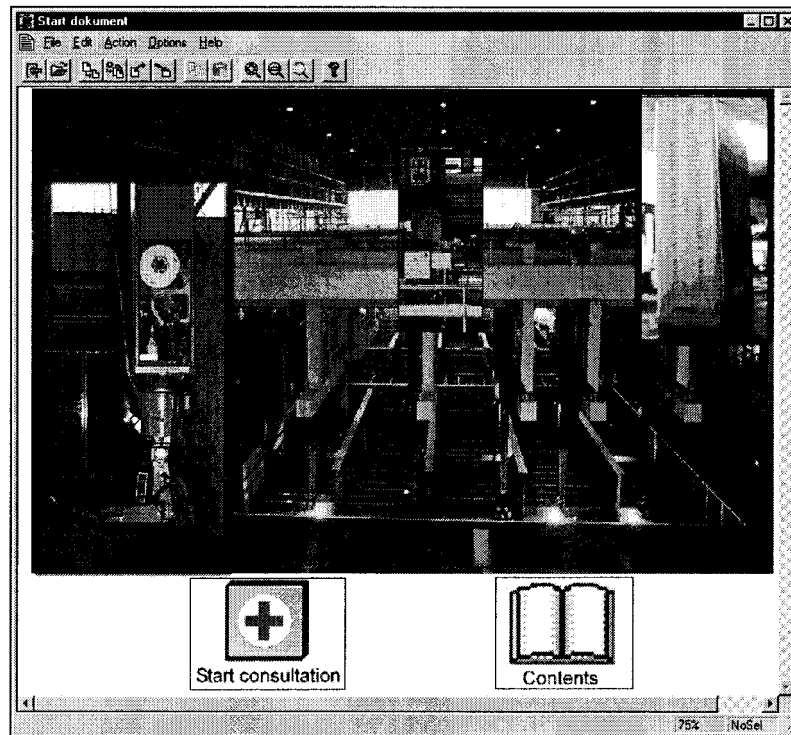 Start dokument
File Edit Action Options Help
Start consultation
Contents
75% NoSel